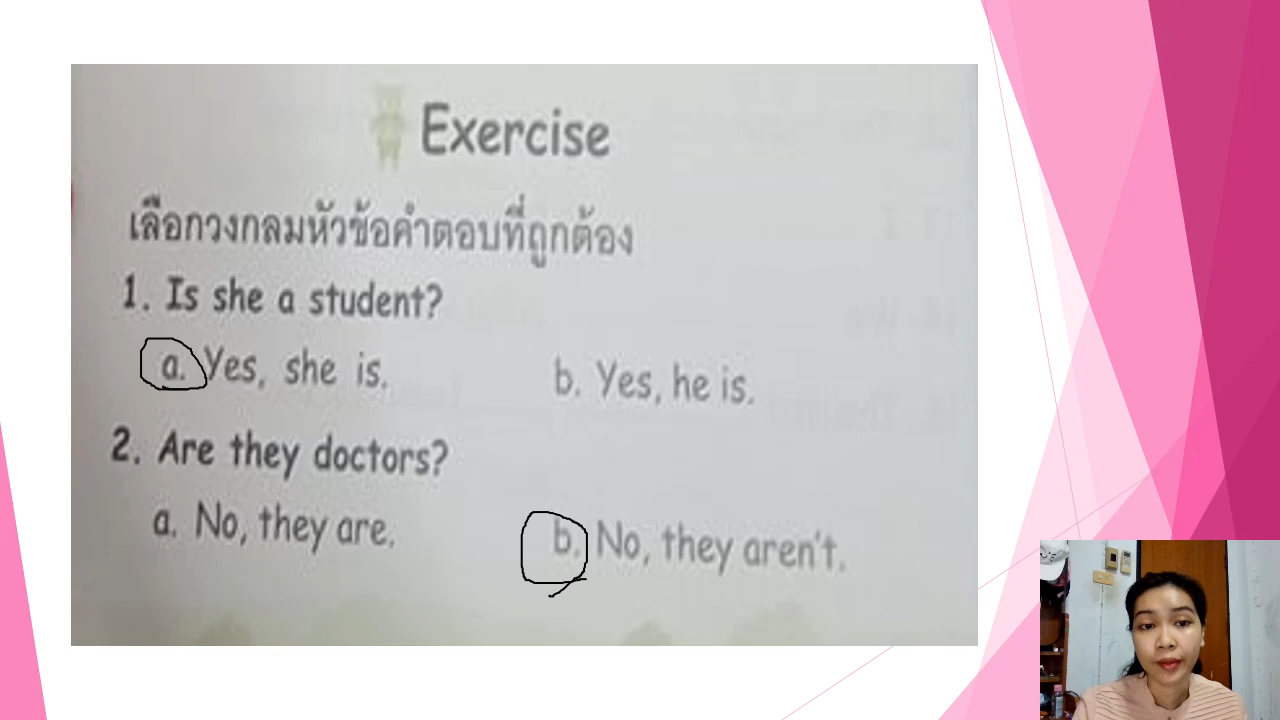 Exercise
เลือกวงกลมหัวข้อคำตอบที่ถูกต้อง
1. Is she a student?
a. Yes, she is. b. Yes, he is.
2. Are they doctors?
a. No, they are. b. No, they aren't.